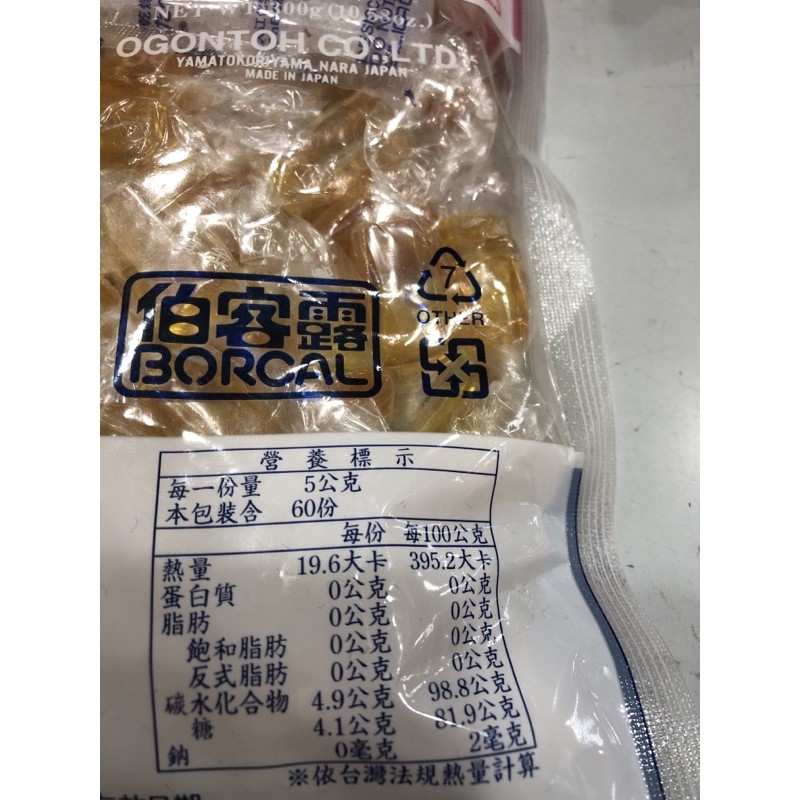 NET WT.300g(10.58oz.)
OGONTOH CO.,LTD.
YAMATOKORIYAMA NARA JAPAN
MADE IN JAPAN
7
OTHER
伯客露
BORCAL
營養標示
每一份量 5公克
本包裝含 60份
每份 每100公克
熱量 19.6大卡 395.2大卡
蛋白質 0公克 0公克
脂肪 0公克 0公克
飽和脂肪 0公克 0公克
反式脂肪 0公克 0公克
碳水化合物 4.9公克 98.8公克
糖 4.1公克 81.9公克
鈉 0毫克 2毫克
※依台灣法規熱量計算